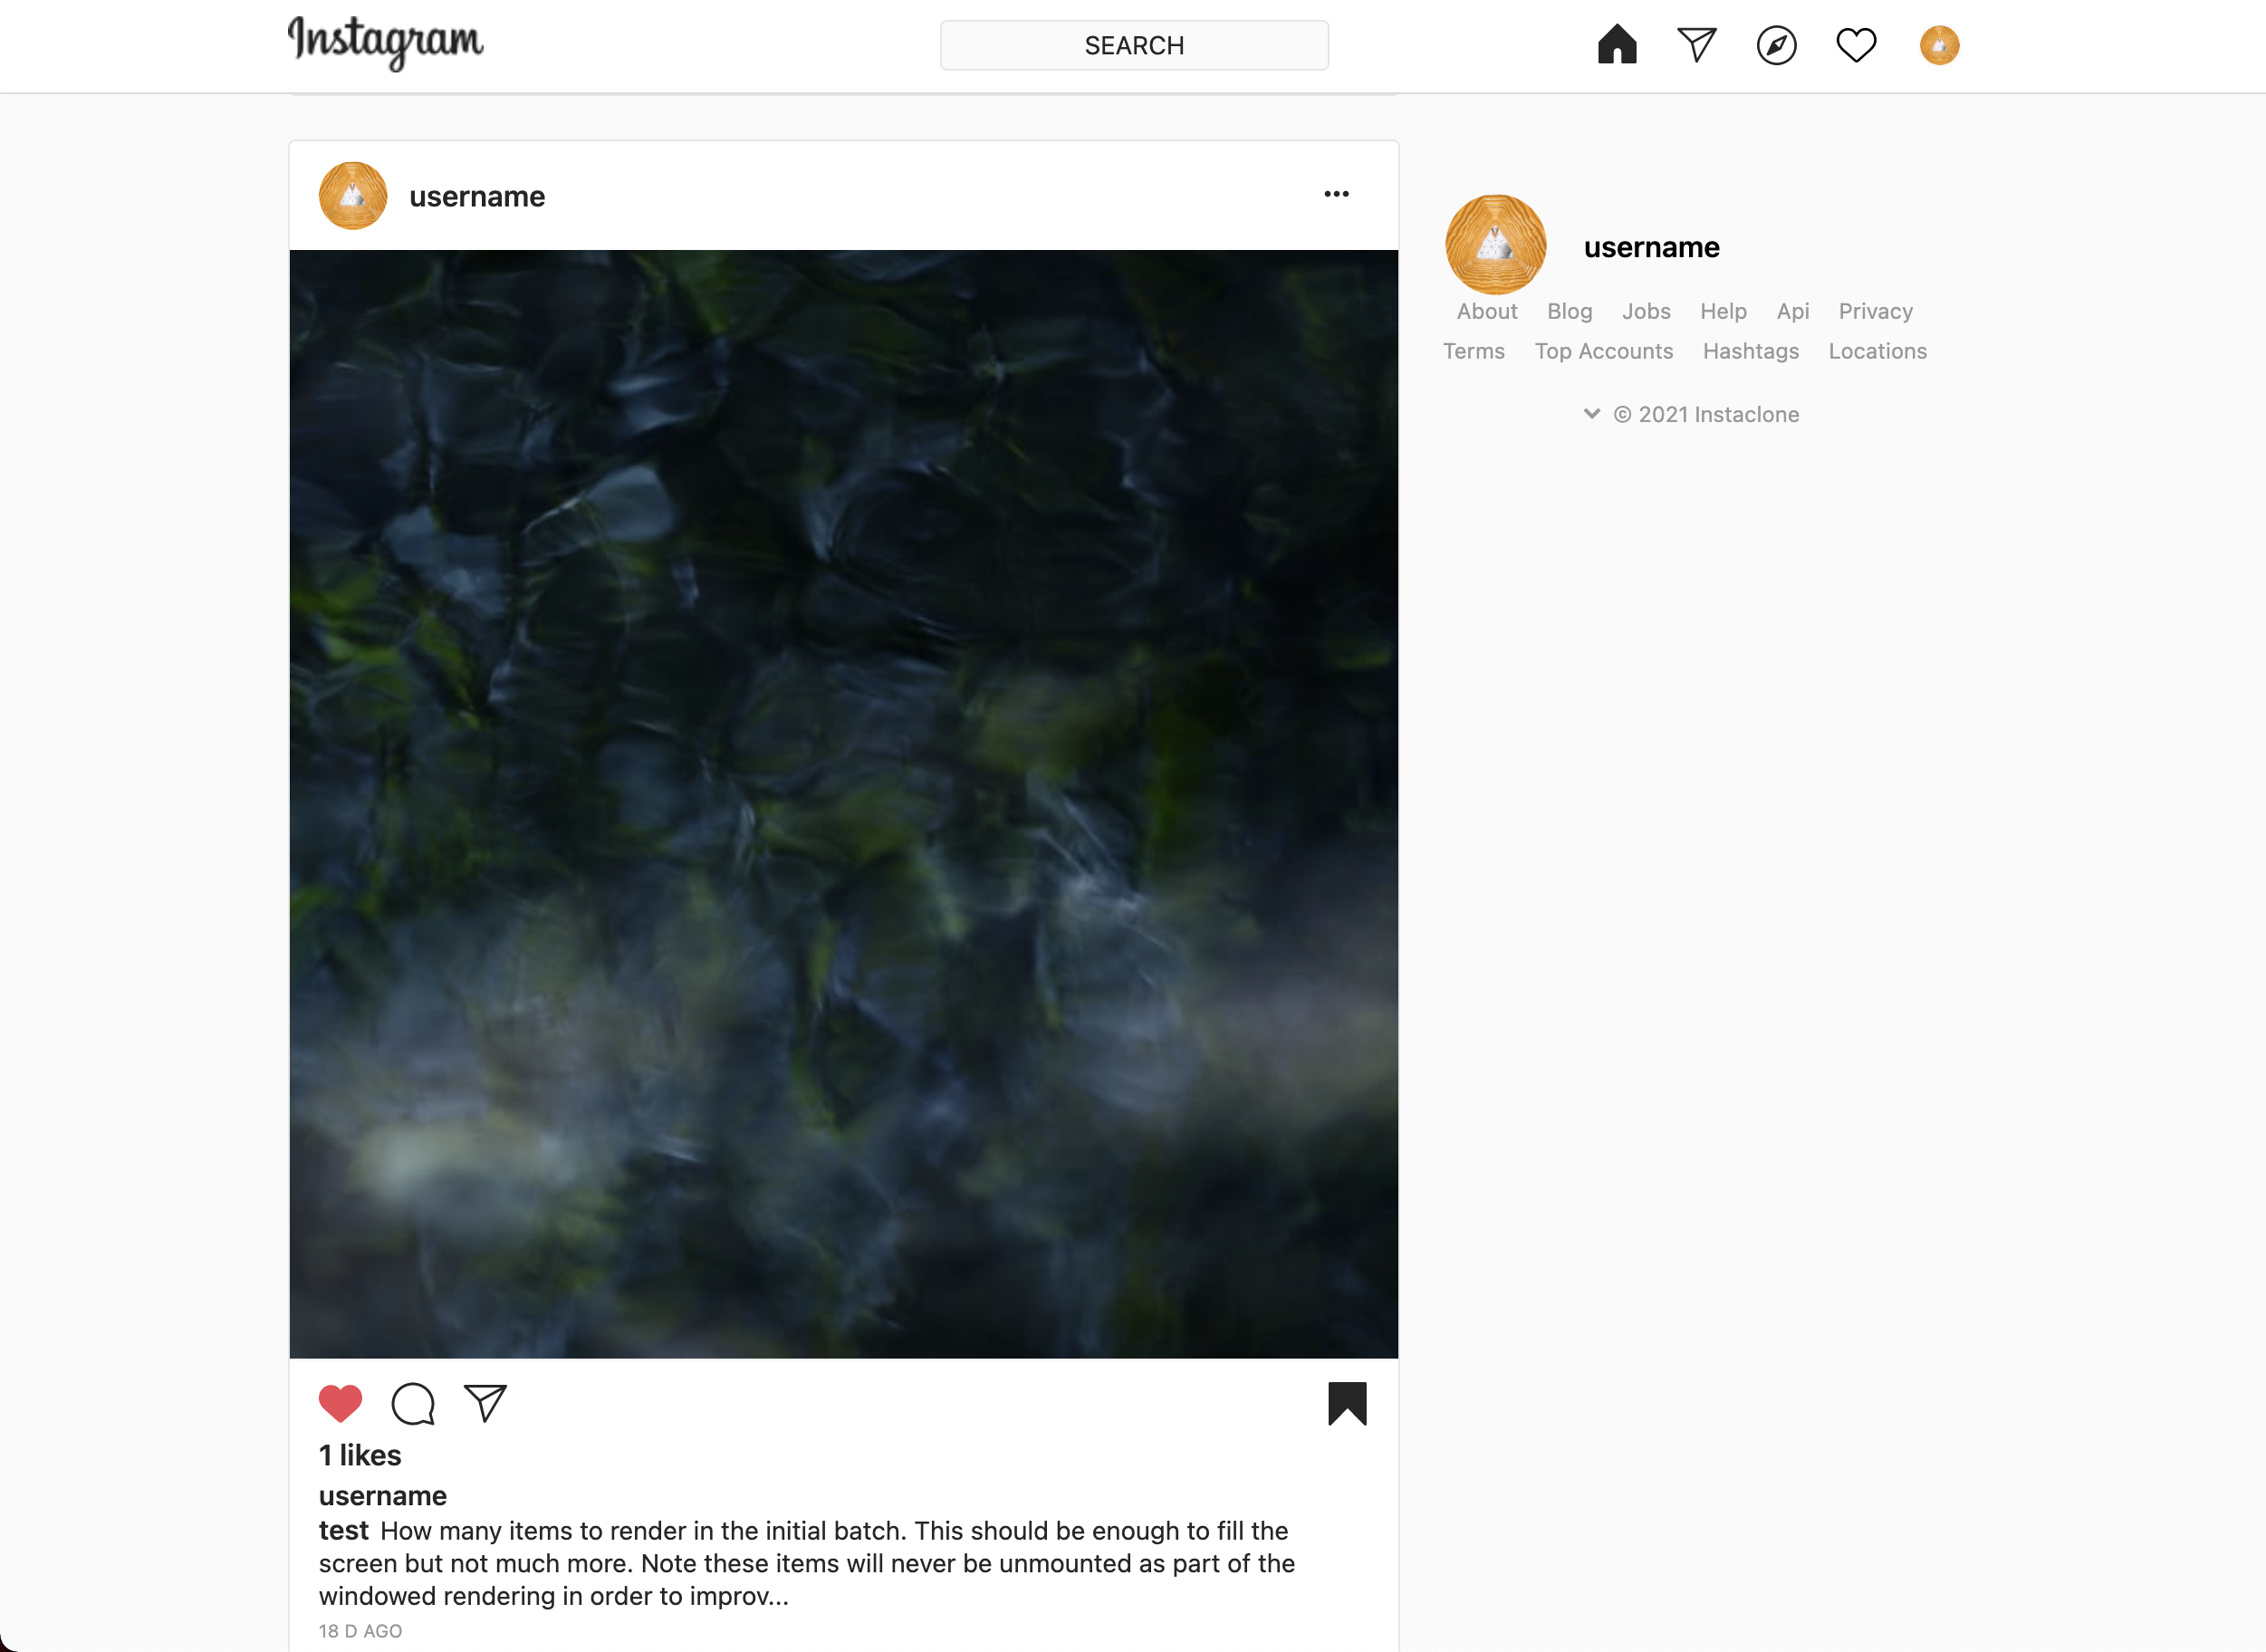 Instagram
SEARCH
username
•••
username
About Blog Jobs Help Api Privacy
Terms Top Accounts Hashtags Locations
© 2021 Instaclone
1 likes
username
test How many items to render in the initial batch. This should be enough to fill the
screen but not much more. Note these items will never be unmounted as part of the
windowed rendering in order to improv...
18 D AGO